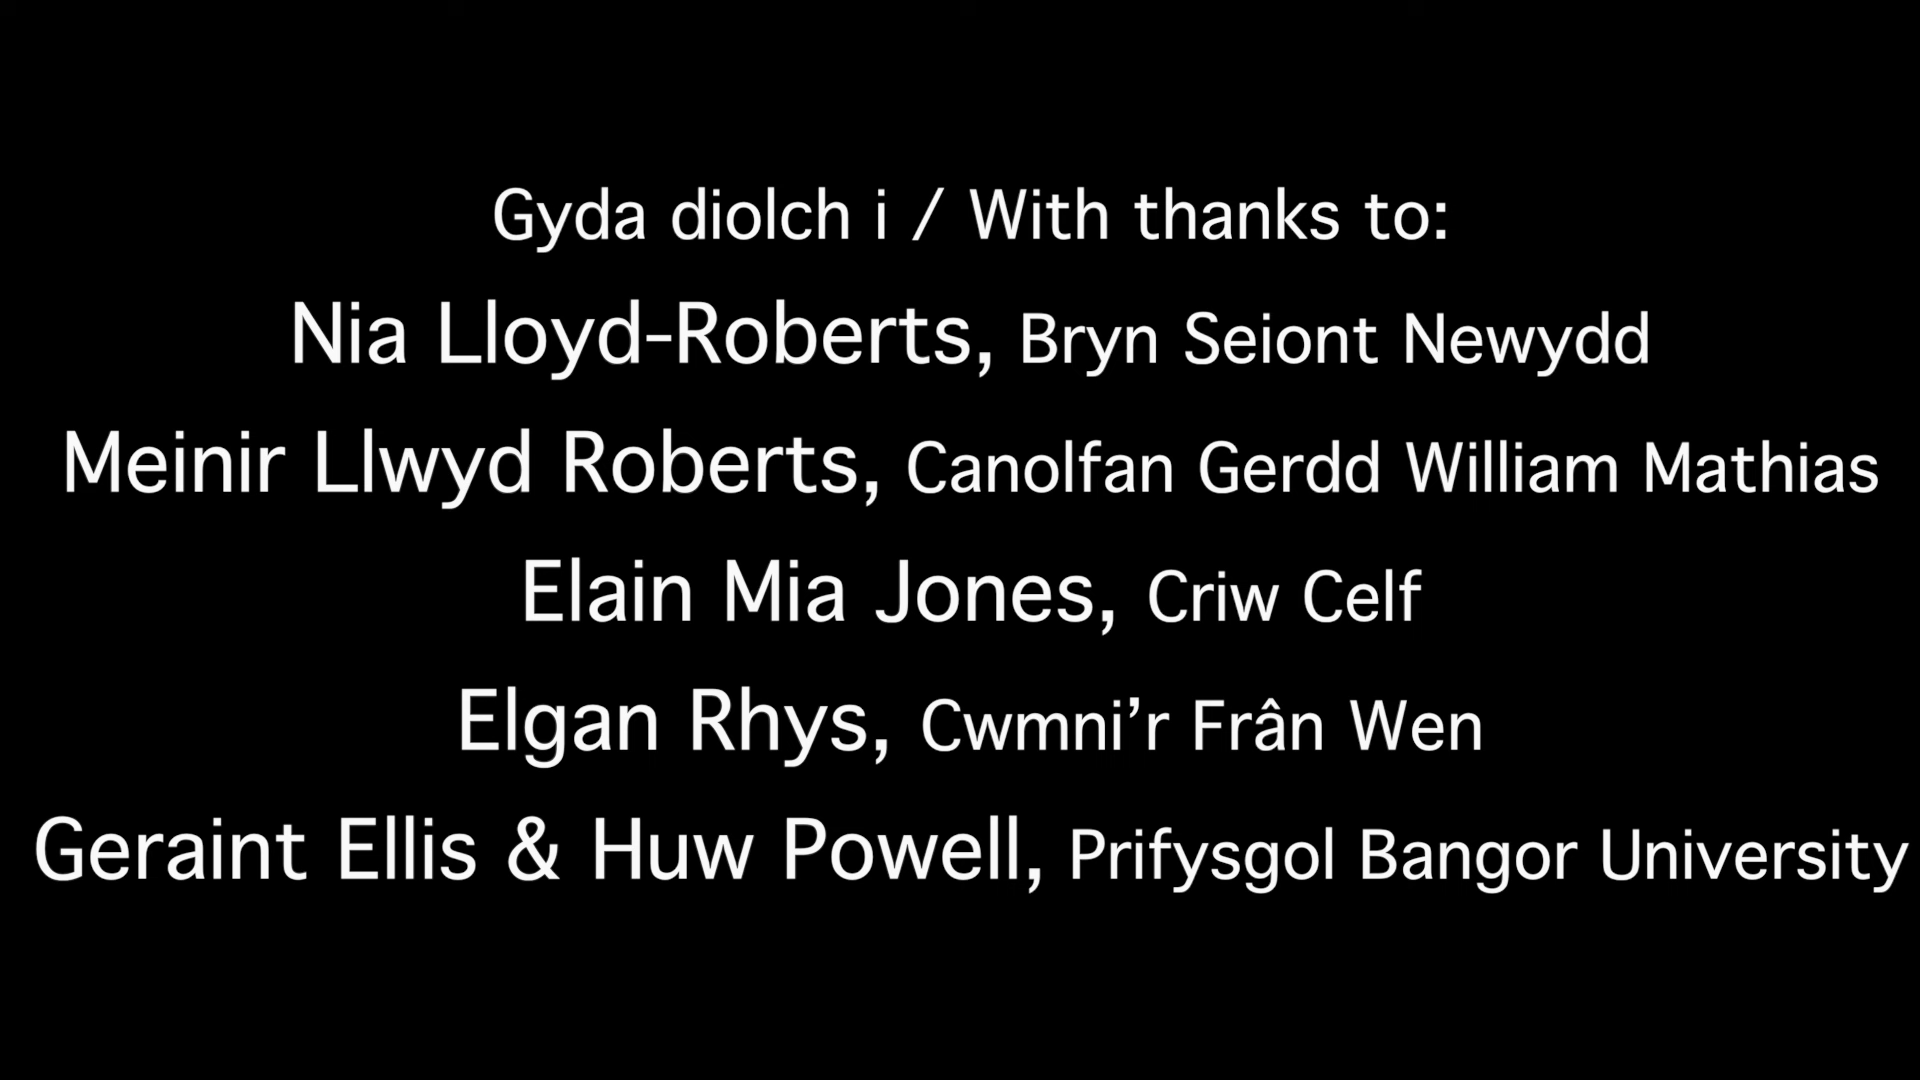 Gyda diolch i / With thanks to:
Nia Lloyd-Roberts, Bryn Seiont Newydd
Meinir Llwyd Roberts, Canolfan Gerdd William Mathias
Elain Mia Jones, Criw Celf
Elgan Rhys, Cwmni’r Frân Wen
Geraint Ellis & Huw Powell, Prifysgol Bangor University